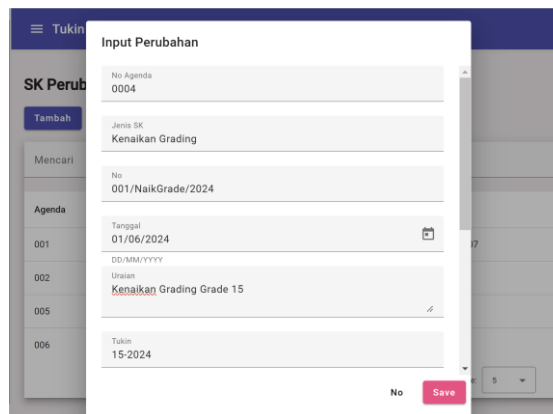 Tukin
Input Perubahan
No Agenda
0004
SK Perub
Tambah
Jenis SK
Kenaikan Grading
Mencari
No
001/NaikGrade/2024
Agenda
Tanggal
01/06/2024
001
07
DD/MM/YYYY
Uraian
Kenaikan Grading Grade 15
002
005
006
Tukin
15-2024
5
No
Save